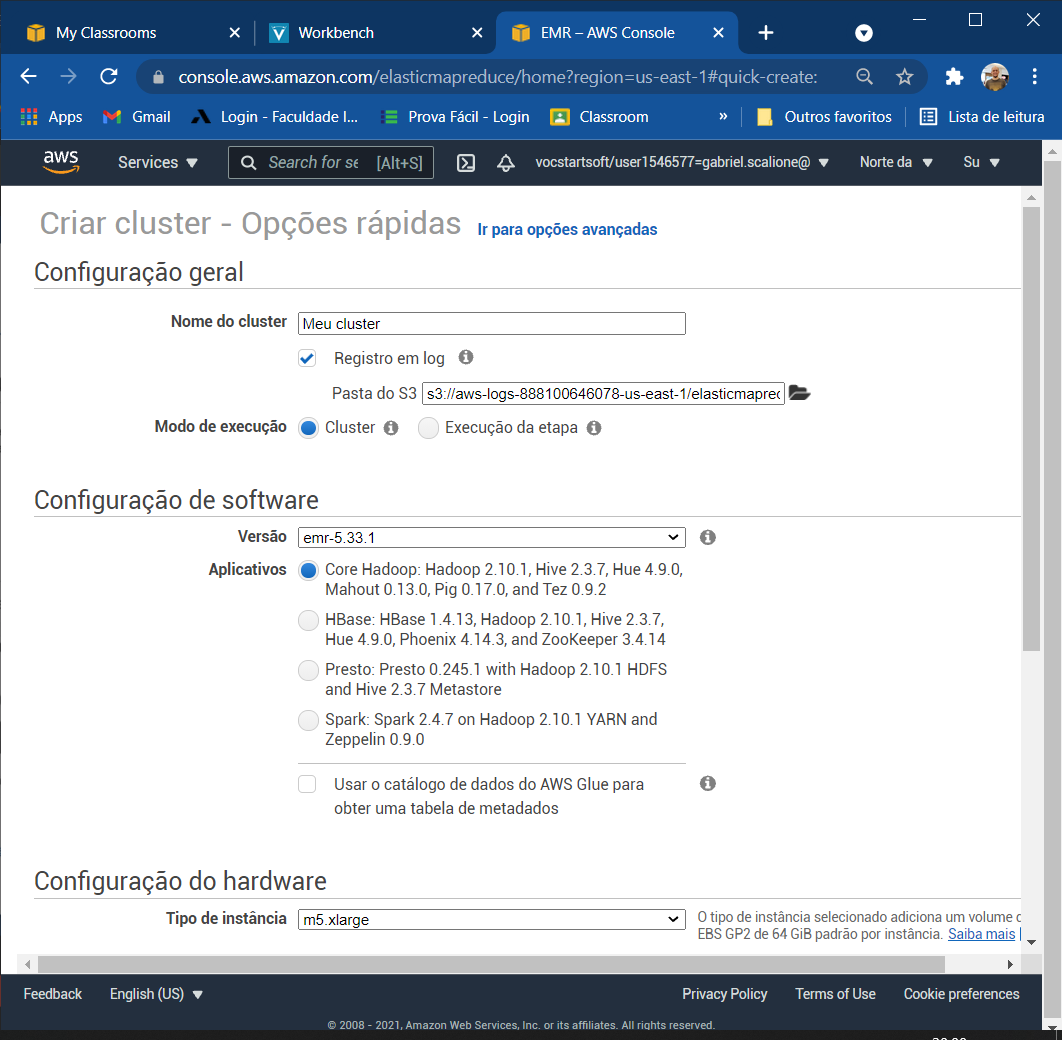 My Classrooms
Workbench
EMR – AWS Console
console.aws.amazon.com/elasticmapreduce/home?region=us-east-1#quick-create:
Apps
Gmail
Login - Faculdade I...
Prova Fácil - Login
Classroom
»
Outros favoritos
Lista de leitura
aws
Services
Search for se
[Alt+S]
vocstartsoft/user1546577=gabriel.scalione@
Norte da
Su
Criar cluster - Opções rápidas Ir para opções avançadas
Configuração geral
Nome do cluster Meu cluster
Registro em log
Pasta do S3 s3://aws-logs-888100646078-us-east-1/elasticmapred
Modo de execução Cluster Execução da etapa
Configuração de software
Versão emr-5.33.1
Aplicativos Core Hadoop: Hadoop 2.10.1, Hive 2.3.7, Hue 4.9.0,
Mahout 0.13.0, Pig 0.17.0, and Tez 0.9.2
HBase: HBase 1.4.13, Hadoop 2.10.1, Hive 2.3.7,
Hue 4.9.0, Phoenix 4.14.3, and ZooKeeper 3.4.14
Presto: Presto 0.245.1 with Hadoop 2.10.1 HDFS
and Hive 2.3.7 Metastore
Spark: Spark 2.4.7 on Hadoop 2.10.1 YARN and
Zeppelin 0.9.0
Usar o catálogo de dados do AWS Glue para
obter uma tabela de metadados
Configuração do hardware
Tipo de instância m5.xlarge
O tipo de instância selecionado adiciona um volume
EBS GP2 de 64 GiB padrão por instância. Saiba mais
Feedback English (US) Privacy Policy Terms of Use Cookie preferences
© 2008 - 2021, Amazon Web Services, Inc. or its affiliates. All rights reserved.